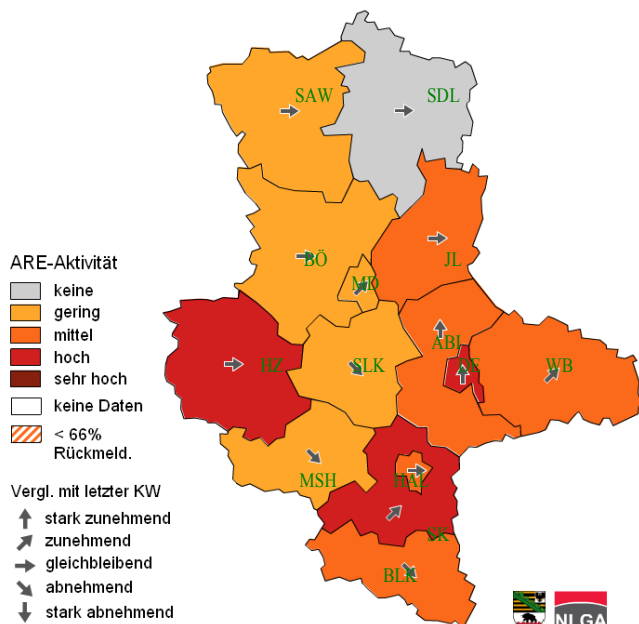 SAW
SDL
BÖ
JL
MD
ARE-Aktivität
keine
gering
mittel
hoch
sehr hoch
keine Daten
< 66%
Rückmeld.
HZ
SLK
ABI
DE
WB
MSH
HAL
SK
BLK
Vergl. mit letzter KW
stark zunehmend
zunehmend
gleichbleibend
abnehmend
stark abnehmend
NLGA